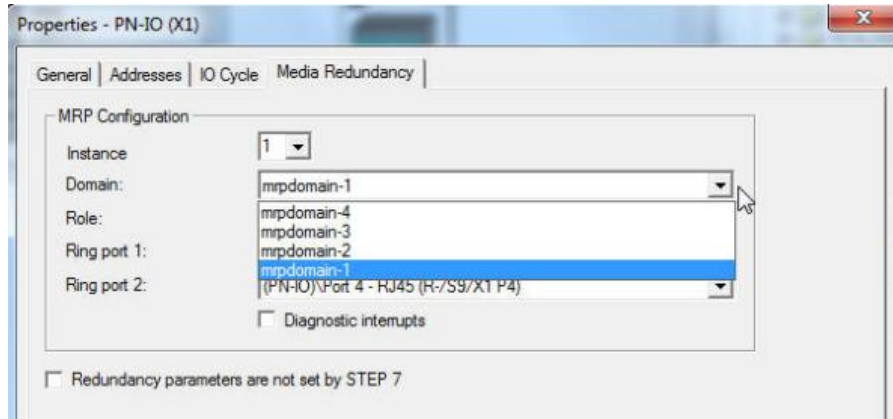 Properties - PN-IO (X1)
General | Addresses | IO Cycle | Media Redundancy
MRP Configuration
Instance 1
Domain: mrpdomain-1
mrpdomain-4
Role:
mrpdomain-3
Ring port 1:
mrpdomain-2
mrpdomain-1
Ring port 2: (PN-IO)\Port 4 - RJ45 (R-/S9/X1 P4)
Diagnostic interrupts
Redundancy parameters are not set by STEP 7